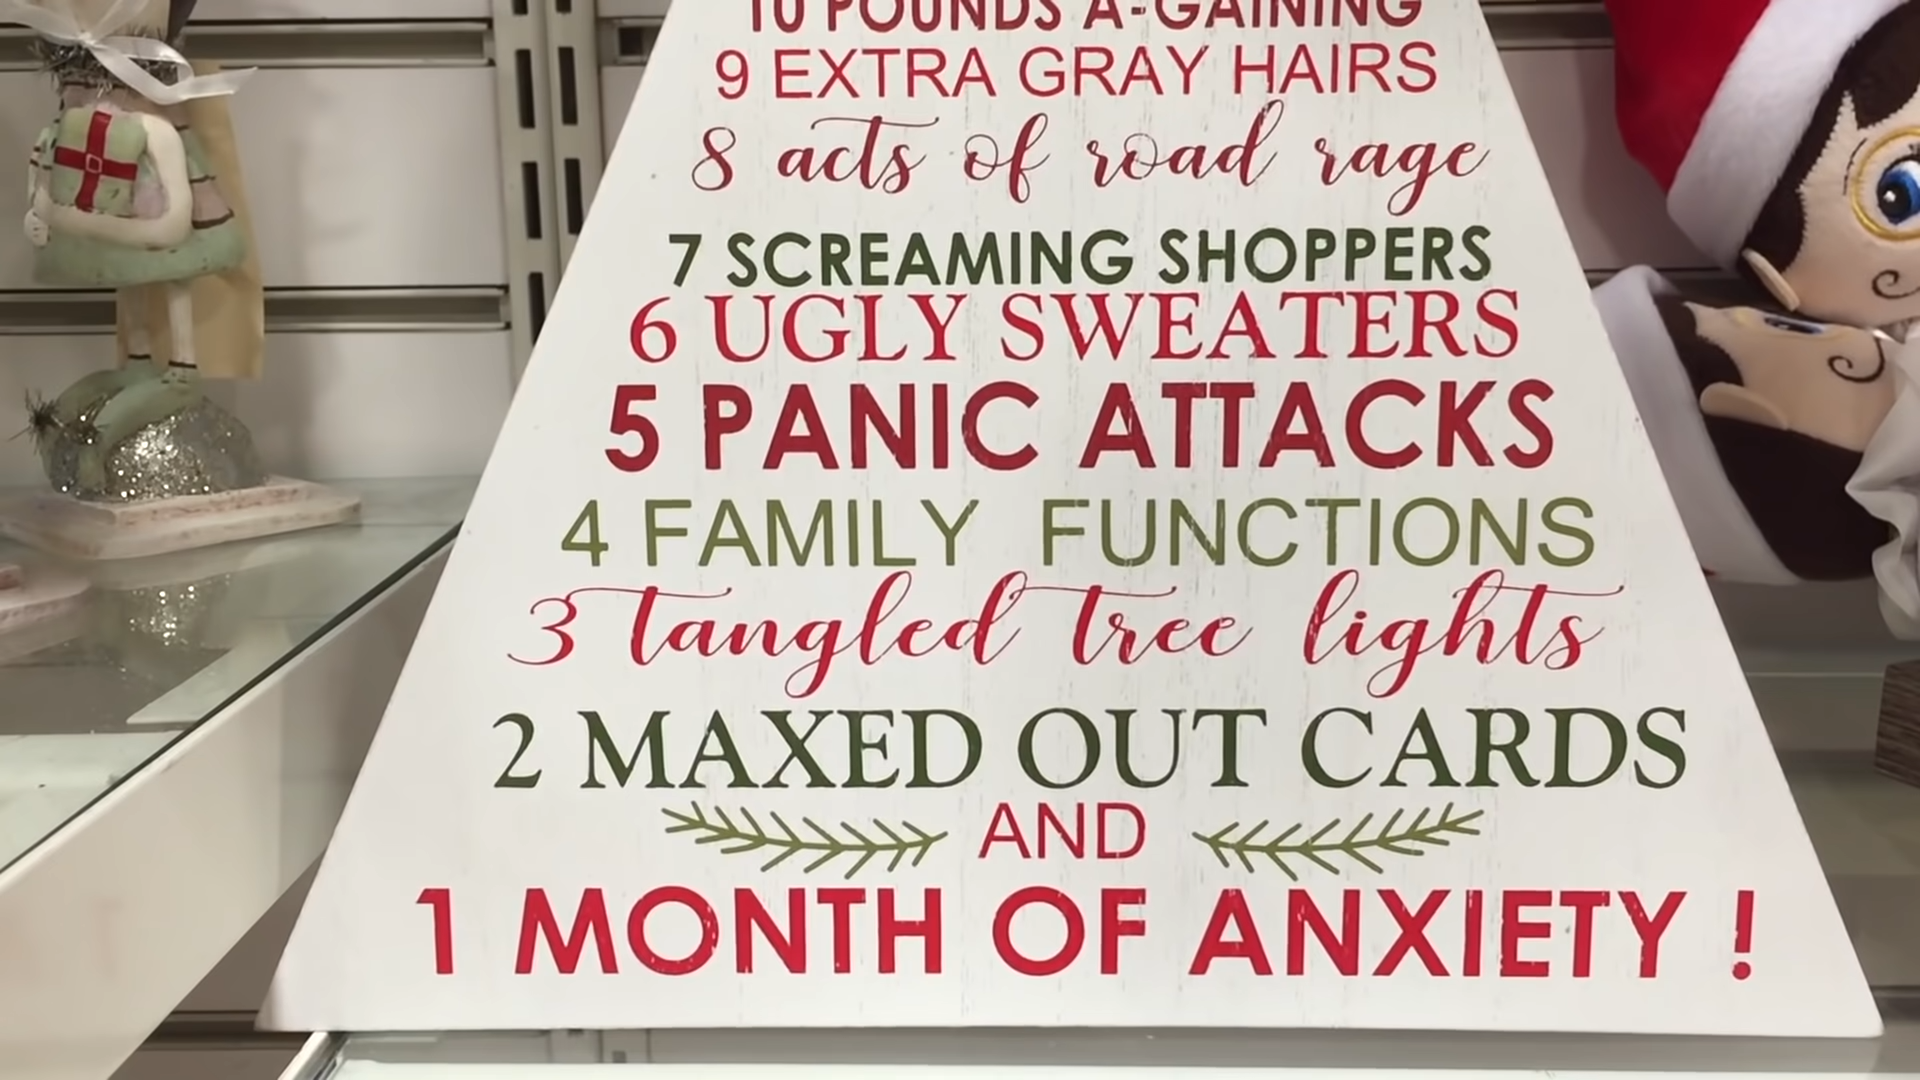 10 POUNDS A-GAINING
9 EXTRA GRAY HAIRS
8 acts of road rage
7 SCREAMING SHOPPERS
6 UGLY SWEATERS
5 PANIC ATTACKS
4 FAMILY FUNCTIONS
3 tangled tree lights
2 MAXED OUT CARDS
AND
1 MONTH OF ANXIETY !